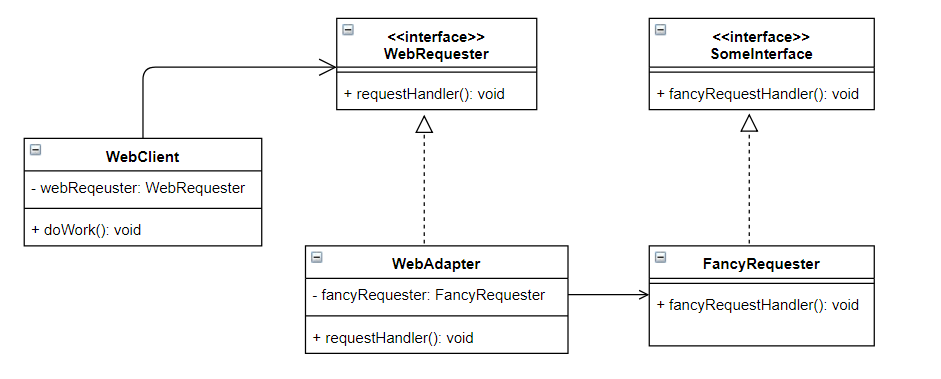 <<interface>>
WebRequester
+ requestHandler(): void
<<interface>>
SomeInterface
+ fancyRequestHandler(): void
WebClient
- webReqeuster: WebRequester
+ doWork(): void
WebAdapter
- fancyRequester: FancyRequester
+ requestHandler(): void
FancyRequester
+ fancyRequestHandler(): void